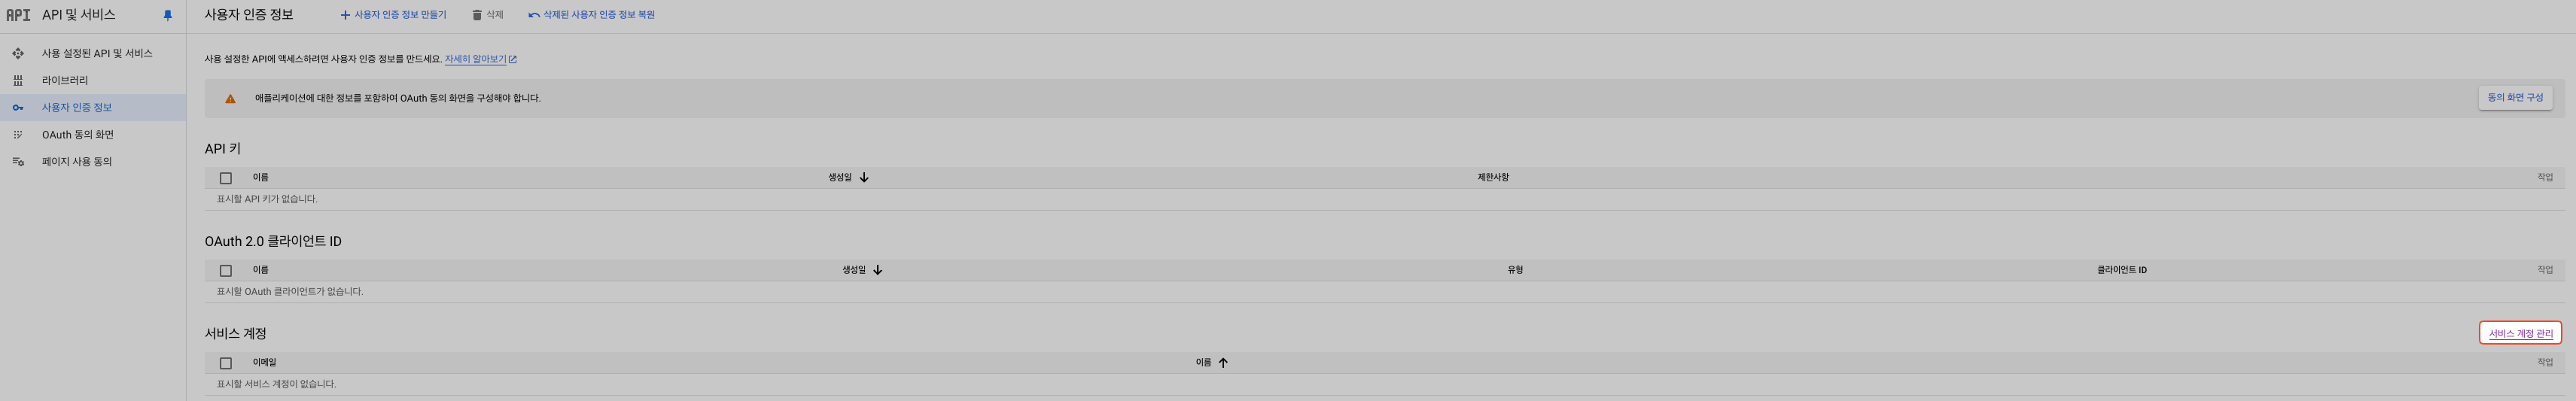 API API 및 서비스
사용 설정된 API 및 서비스
라이브러리
사용자 인증 정보
OAuth 동의 화면
페이지 사용 동의
사용자 인증 정보 + 사용자 인증 정보 만들기 삭제 삭제된 사용자 인증 정보 복원
사용 설정한 API에 액세스하려면 사용자 인증 정보를 만드세요. 자세히 알아보기
애플리케이션에 대한 정보를 포함하여 OAuth 동의 화면을 구성해야 합니다. 동의 화면 구성
API 키
이름 생성일 제한사항 작업
표시할 API 키가 없습니다.
OAuth 2.0 클라이언트 ID
이름 생성일 유형 클라이언트 ID 작업
표시할 OAuth 클라이언트가 없습니다.
서비스 계정 서비스 계정 관리
이메일 이름 작업
표시할 서비스 계정이 없습니다.